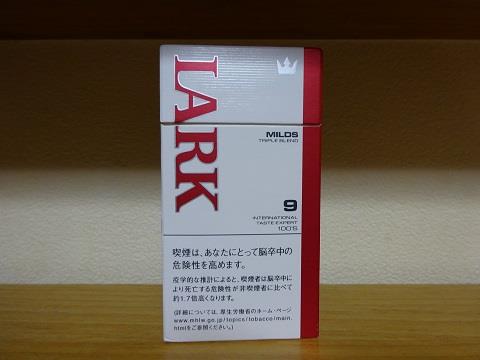 LARK
MILDS
TRIPLE BLEND
9
INTERNATIONAL
TASTE EXPERT
100'S
喫煙は、あなたにとって脳卒中の
危険性を高めます。
疫学的な推計によると、喫煙者は脳卒中に
より死亡する危険性が非喫煙者に比べて
約1.7倍高くなります。
(詳細については、厚生労働省のホーム・ページ
www.mhlw.go.jp/topics/tobacco/main.
htmlをご参照ください。)